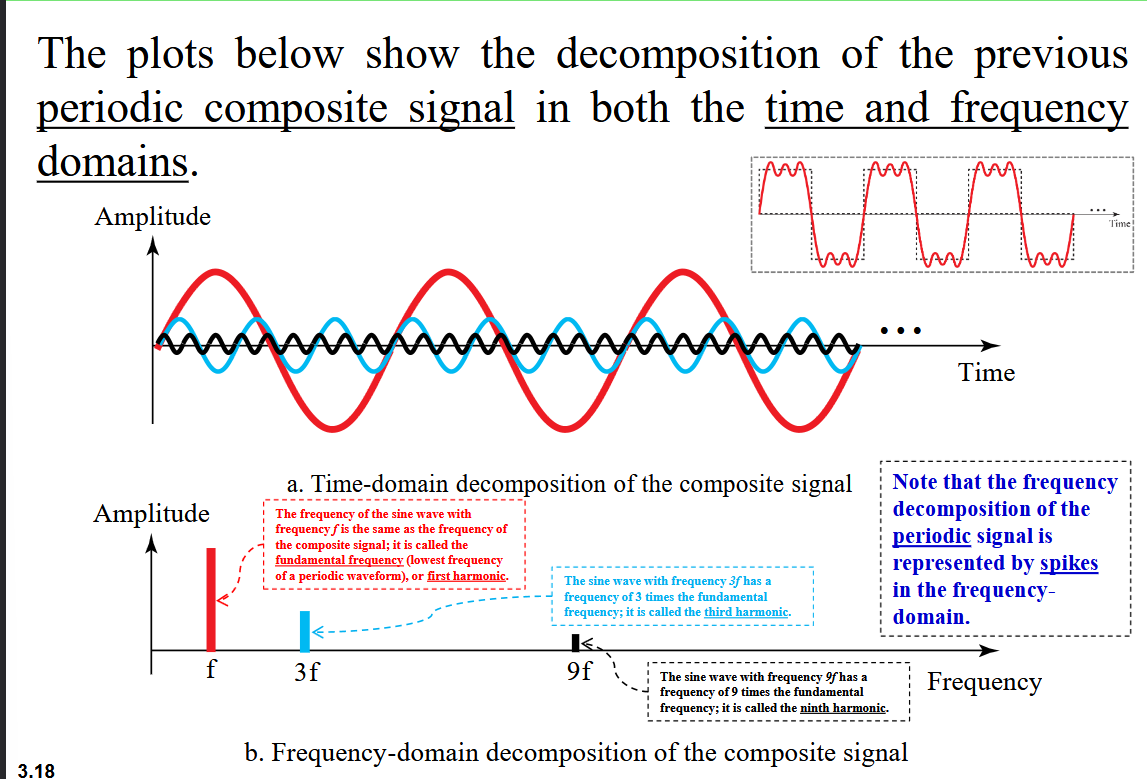 The plots below show the decomposition of the previous
periodic composite signal in both the time and frequency
domains.
...
Time
Amplitude
...
Time
a. Time-domain decomposition of the composite signal
Amplitude
The frequency of the sine wave with
frequency f is the same as the frequency of
the composite signal; it is called the
fundamental frequency (lowest frequency
of a periodic waveform), or first harmonic.
The sine wave with frequency 3f has a
frequency of 3 times the fundamental
frequency; it is called the third harmonic.
Note that the frequency
decomposition of the
periodic signal is
represented by spikes
in the frequency-
domain.
f
3f
9f
The sine wave with frequency 9f has a
frequency of 9 times the fundamental
frequency; it is called the ninth harmonic.
Frequency
b. Frequency-domain decomposition of the composite signal
3.18